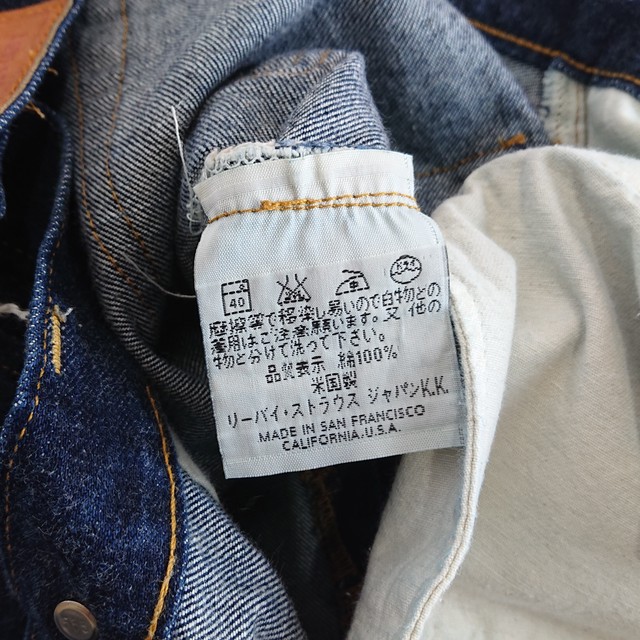 40
摩擦等で移染し易いので白物との
着用はご注意願います。又、他の
物と分けて洗って下さい。
品質表示 綿100%
米国製
リーバイ・ストラウス ジャパンK.K.
MADE IN SAN FRANCISCO
CALIFORNIA.U.S.A.